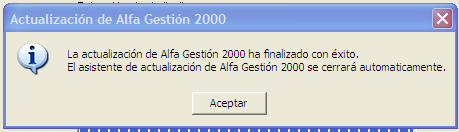 Actualización de Alfa Gestión 2000
La actualización de Alfa Gestión 2000 ha finalizado con éxito.
El asistente de actualización de Alfa Gestión 2000 se cerrará automaticamente.
Aceptar